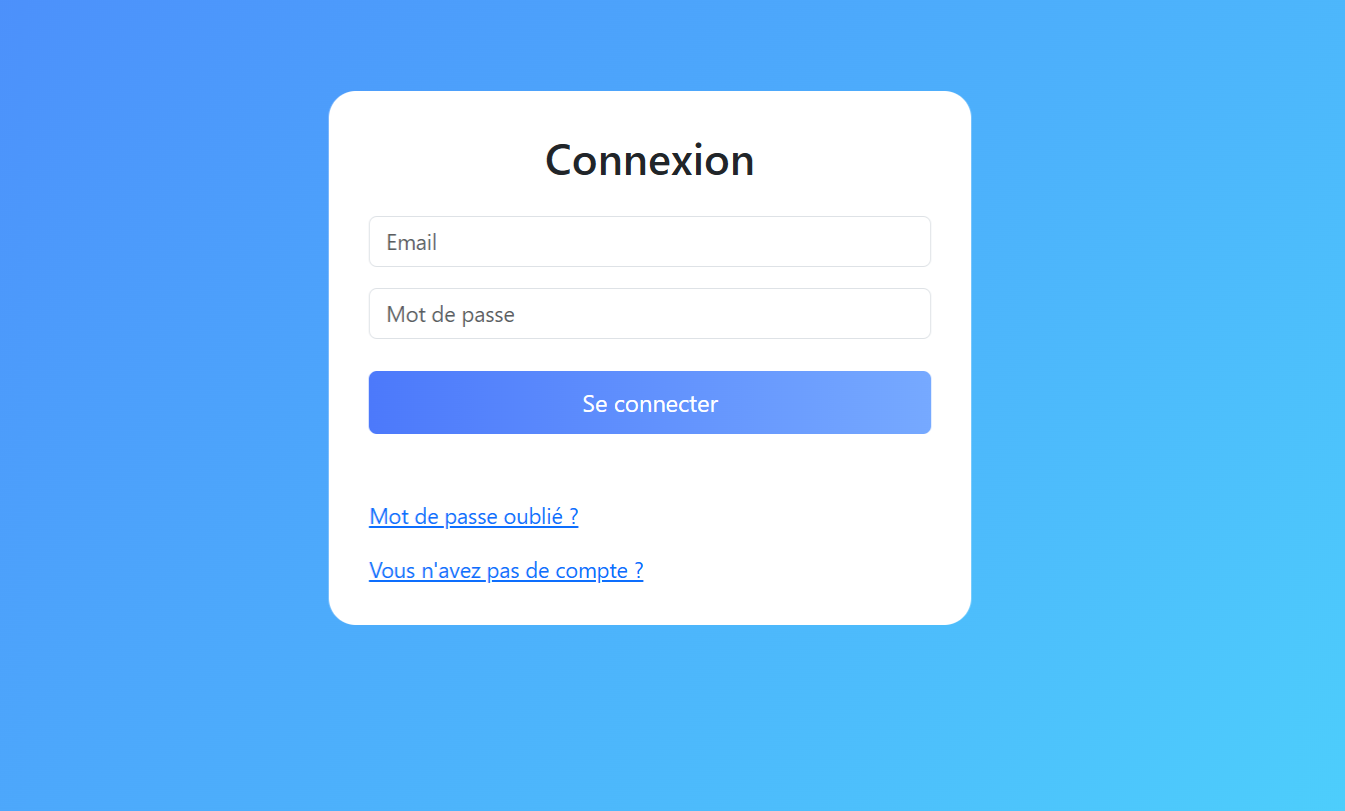 Connexion
Email
Mot de passe
Se connecter
Mot de passe oublié ?
Vous n'avez pas de compte ?